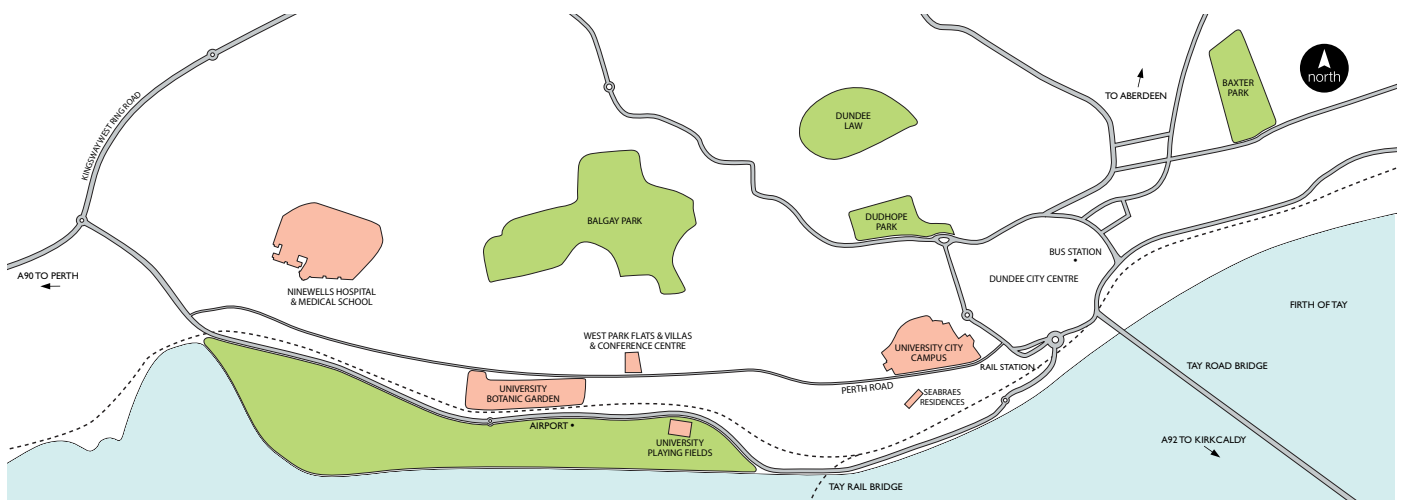 KINGSWAY WEST RING ROAD
A90 TO PERTH
NINEWELLS HOSPITAL
& MEDICAL SCHOOL
BALGAY PARK
WEST PARK FLATS & VILLAS
& CONFERENCE CENTRE
UNIVERSITY
BOTANIC GARDEN
AIRPORT
UNIVERSITY
PLAYING FIELDS
DUNDEE
LAW
DUDHOPE
PARK
TO ABERDEEN
BAXTER
PARK
north
BUS STATION
DUNDEE CITY CENTRE
UNIVERSITY CITY
CAMPUS
RAIL STATION
PERTH ROAD
SEABRAES
RESIDENCES
FIRTH OF TAY
TAY ROAD BRIDGE
A92 TO KIRKCALDY
TAY RAIL BRIDGE